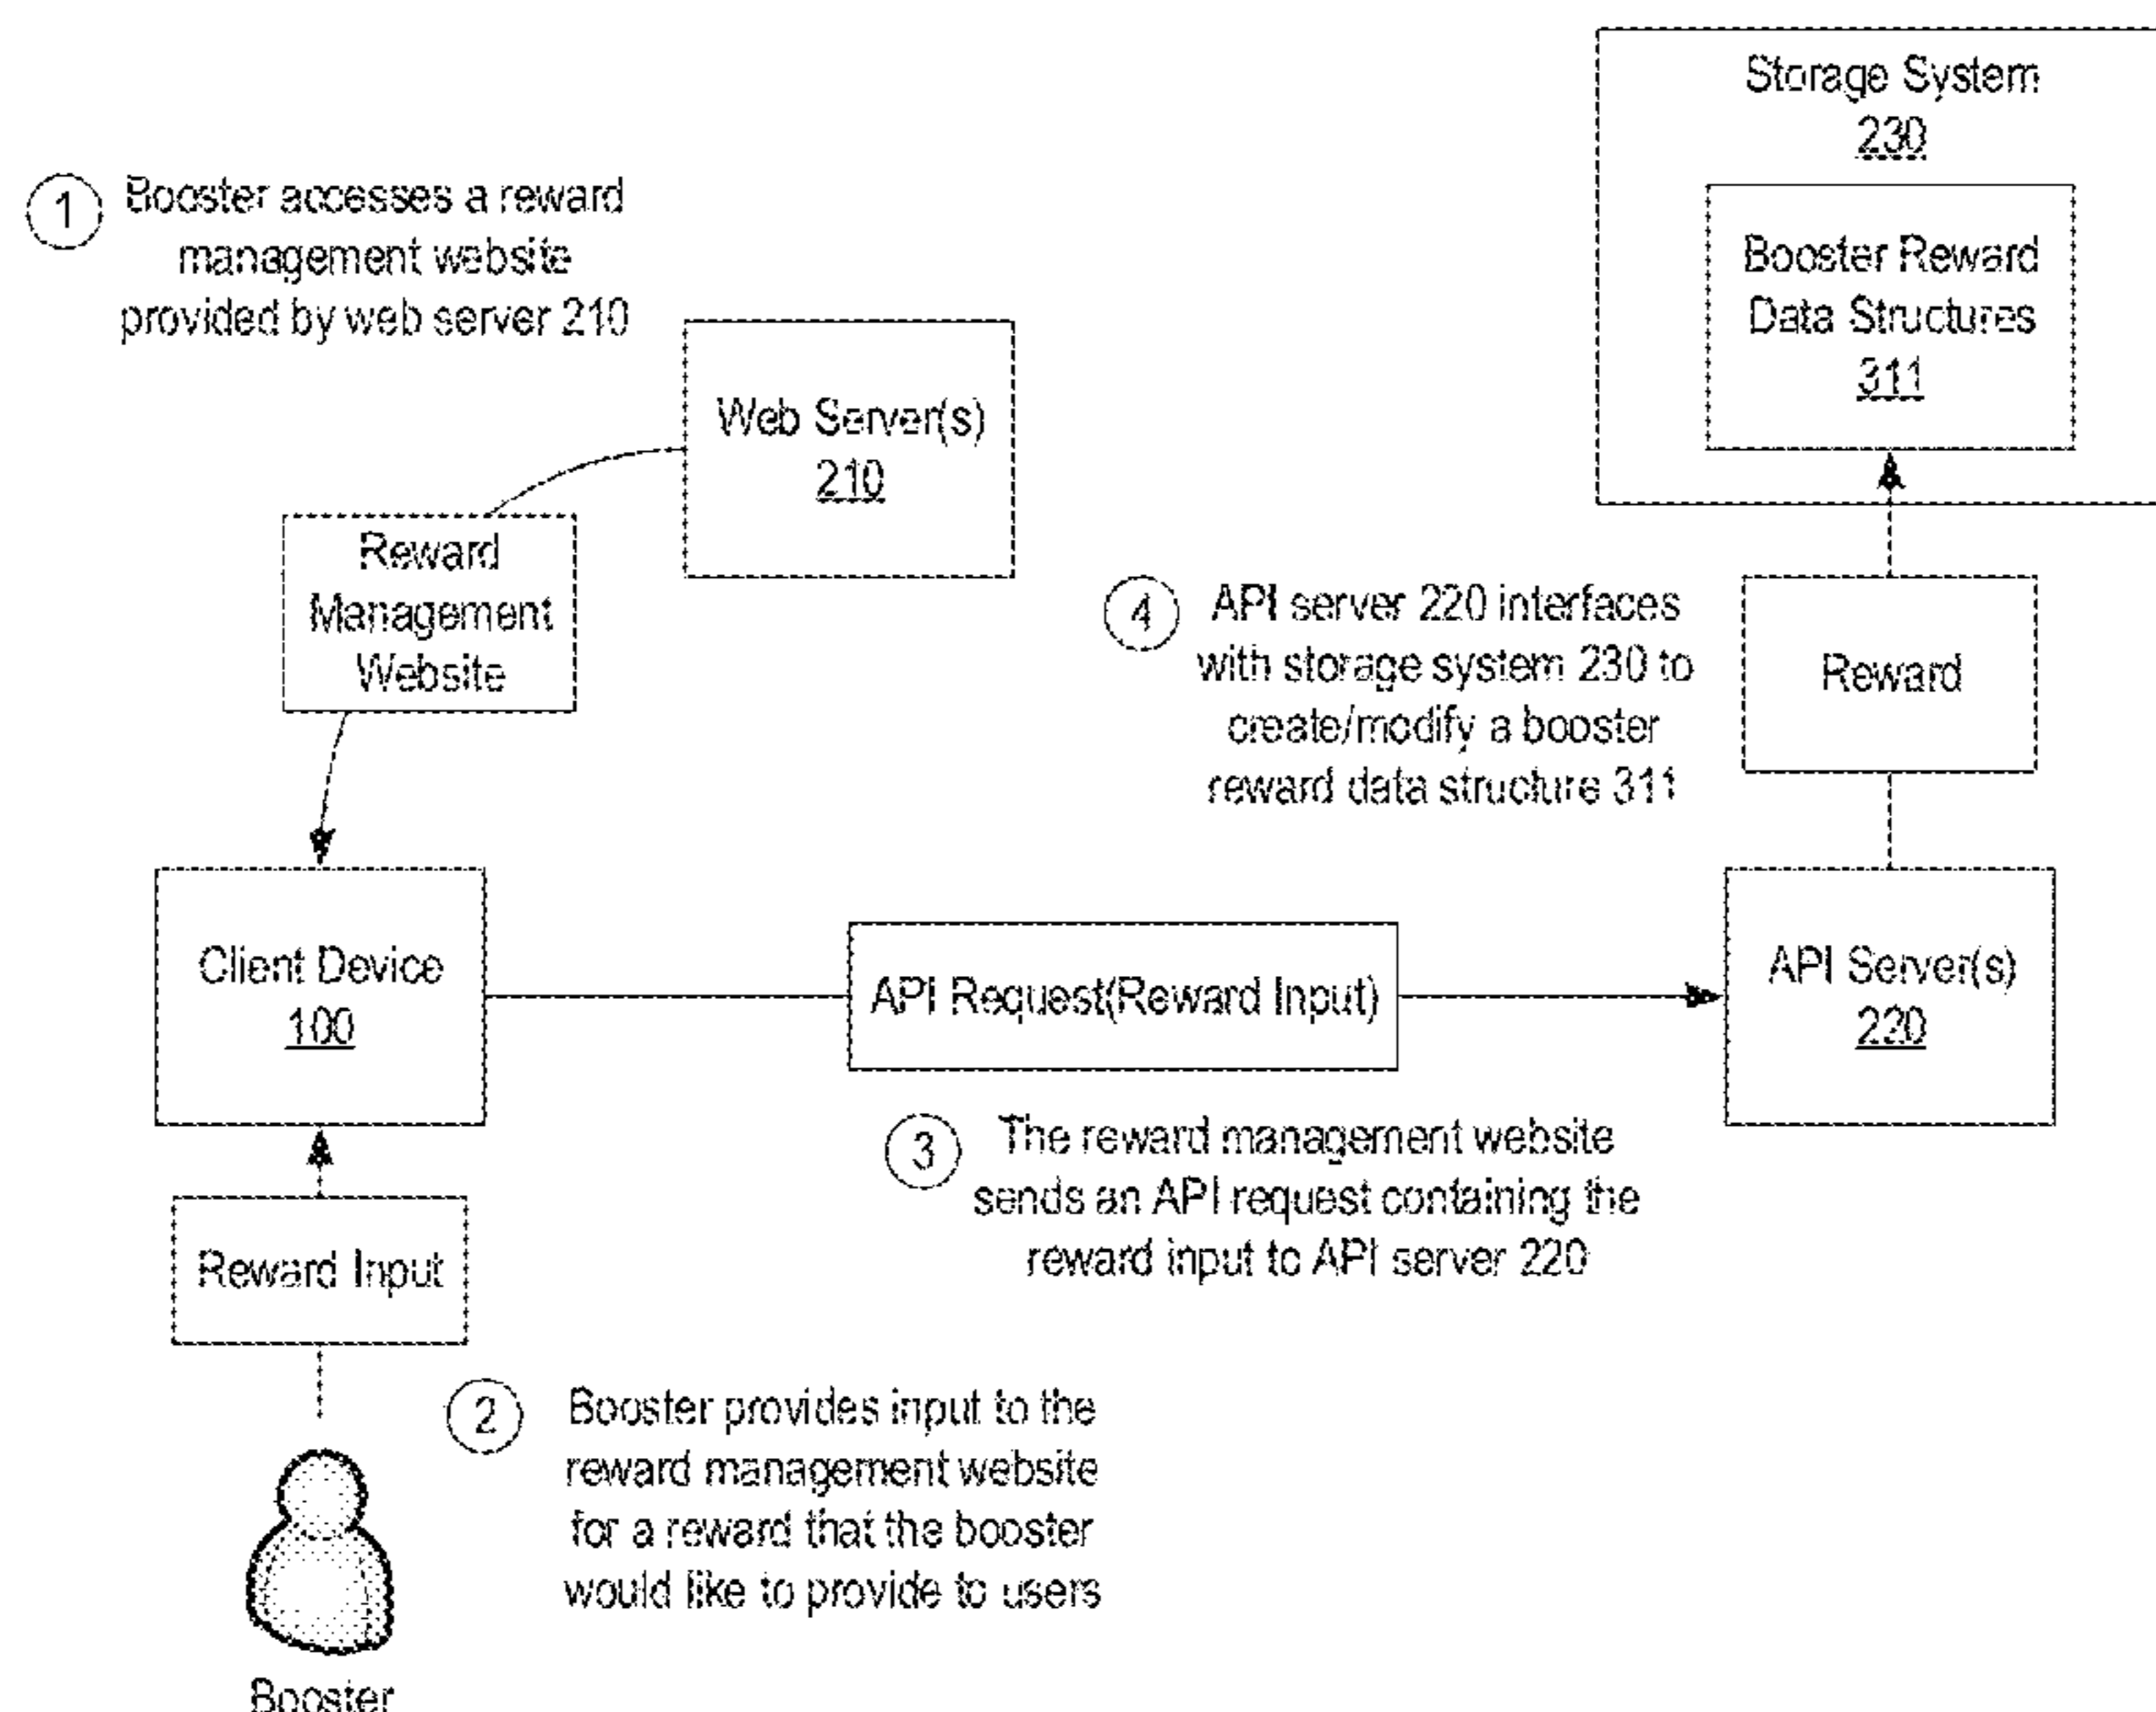 Storage System
230
Booster Reward
Data Structures
311
1
Booster accesses a reward
management website
provided by web server 210
Web Server(s)
210
Reward
Management
Website
4
API server 220 interfaces
with storage system 230 to
create/modify a booster
reward data structure 311
Reward
Client Device
100
API Request(Reward Input)
API Server(s)
220
3
The reward management website
sends an API request containing the
reward input to API server 220
Reward Input
2
Booster provides input to the
reward management website
for a reward that the booster
would like to provide to users
Booster